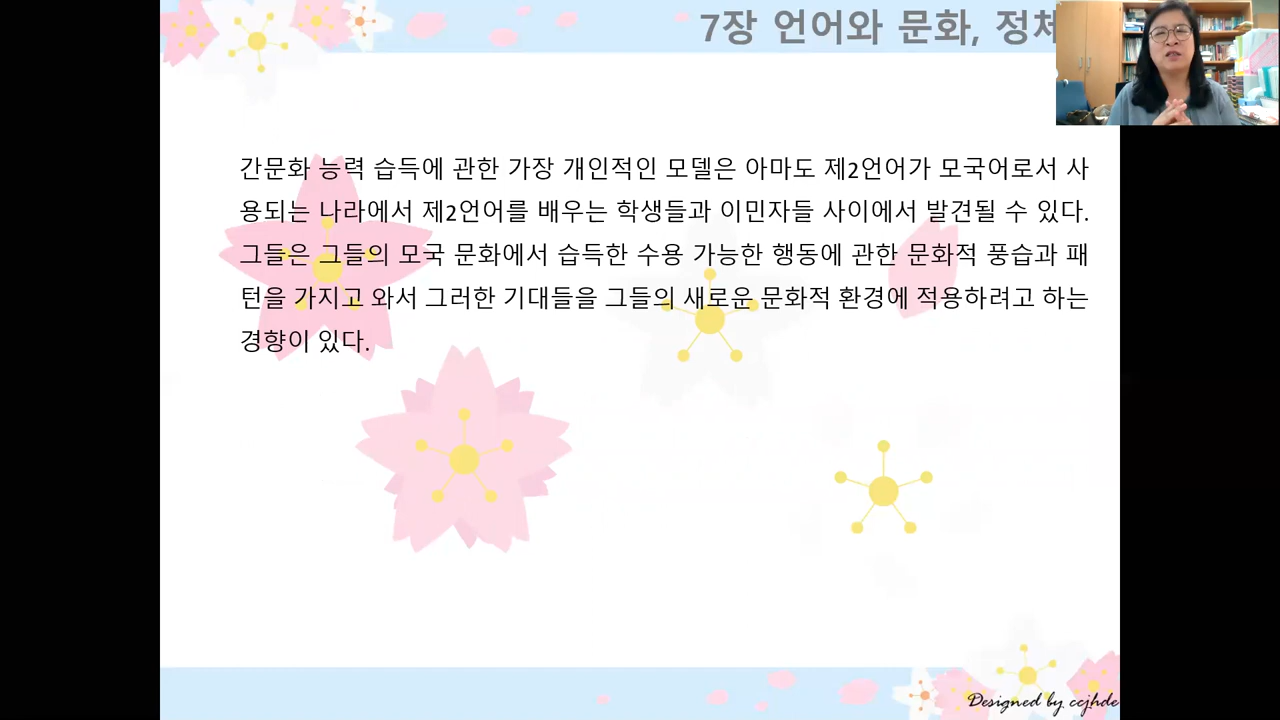 7장 언어와 문화, 정체
간문화 능력 습득에 관한 가장 개인적인 모델은 아마도 제2언어가 모국어로서 사
용되는 나라에서 제2언어를 배우는 학생들과 이민자들 사이에서 발견될 수 있다.
그들은 그들의 모국 문화에서 습득한 수용 가능한 행동에 관한 문화적 풍습과 패
턴을 가지고 와서 그러한 기대들을 그들의 새로운 문화적 환경에 적용하려고 하는
경향이 있다.
Designed by ccjhde